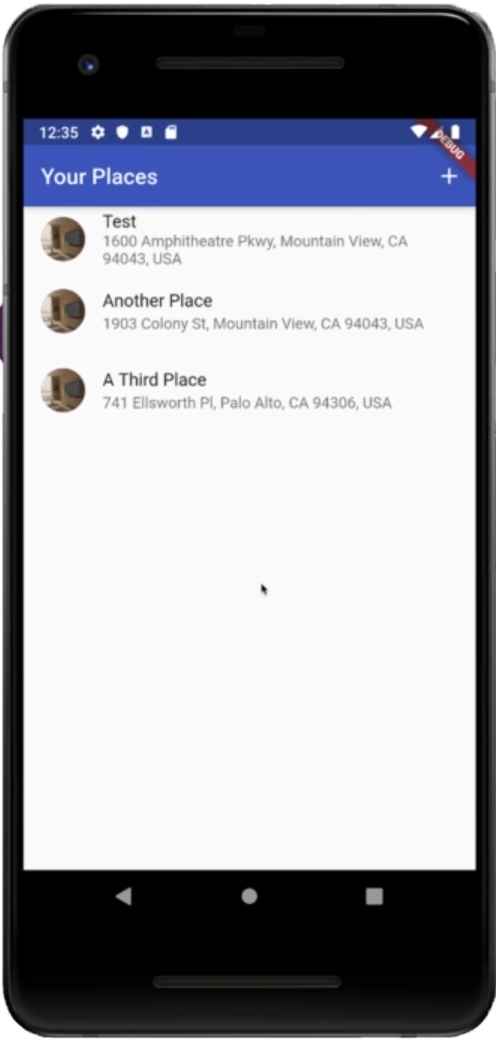 12:35
DEBUG
Your Places
Test
1600 Amphitheatre Pkwy, Mountain View, CA
94043, USA
Another Place
1903 Colony St, Mountain View, CA 94043, USA
A Third Place
741 Ellsworth Pl, Palo Alto, CA 94306, USA